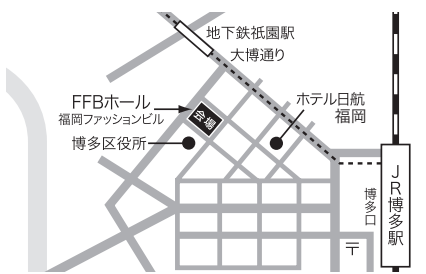 地下鉄祇園駅
大博通り
FFBホール
福岡ファッションビル
会場
ホテル日航
福岡
博多区役所
博多口
JR博多駅
〒